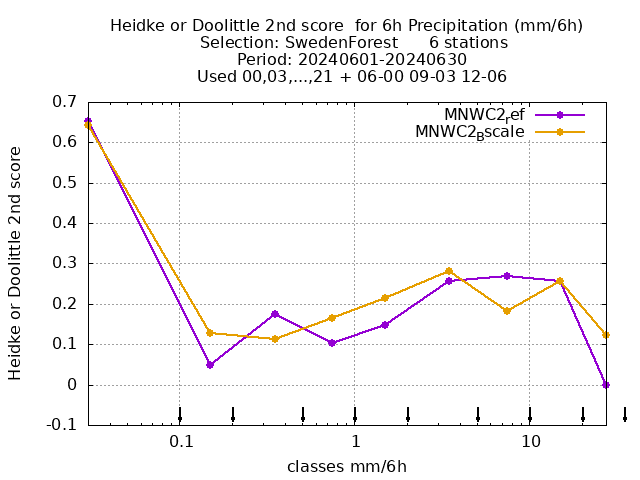 Heidke or Doolittle 2nd score  for 6h Precipitation (mm/6h)
Selection: SwedenForest      6 stations
Period: 20240601-20240630
Used 00,03,...,21 + 06-00 09-03 12-06
MNWC2_ref
MNWC2_Bscale
Heidke or Doolittle 2nd score
0.7
0.6
0.5
0.4
0.3
0.2
0.1
0
-0.1
0.1 1 10
classes mm/6h